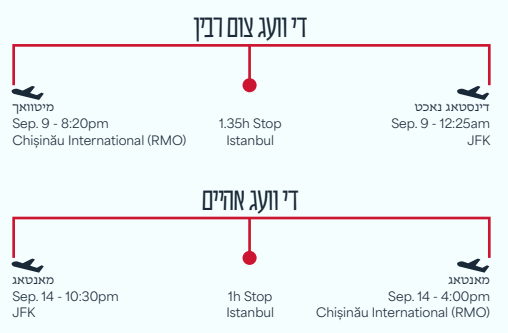 די וועג צום רבין
דינסטאג נאכט
Sep. 9 - 12:25am
JFK
1.35h Stop
Istanbul
מיטוואך
Sep. 9 - 8:20pm
Chișinău International (RMO)
די וועג אהיים
מאנטאג
Sep. 14 - 4:00pm
Chișinău International (RMO)
1h Stop
Istanbul
מאנטאג
Sep. 14 - 10:30pm
JFK